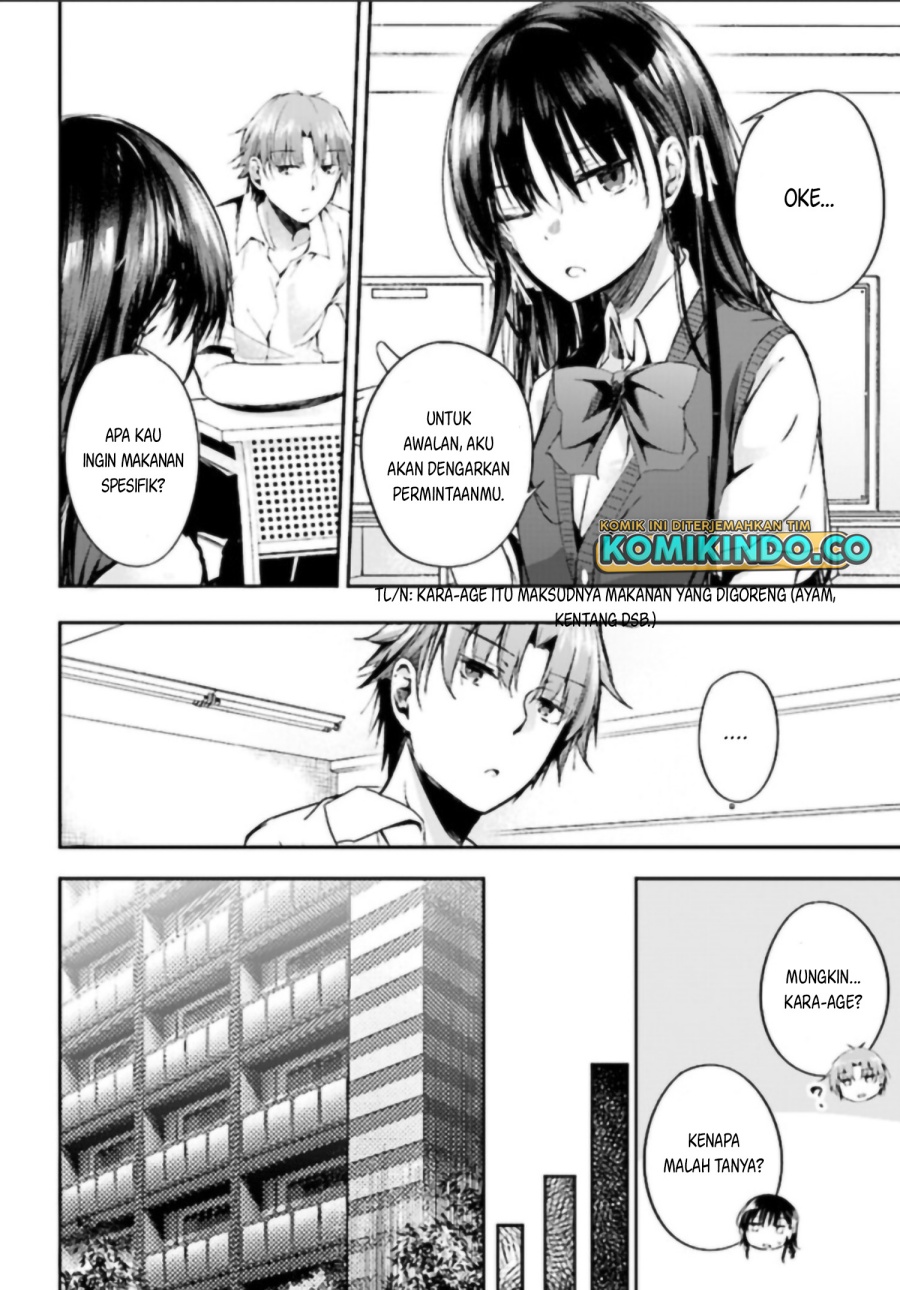 OKE...
UNTUK
AWALAN, AKU
AKAN DENGARKAN
PERMINTAANMU.
APA KAU
INGIN MAKANAN
SPESIFIK?
KOMIK INI DITERJEMAHKAN TIM
KOMIKINDO.CO
TL/N: KARA-AGE ITU MAKSUDNYA MAKANAN YANG DIGORENG (AYAM,
KENTANG DSB.)
....
MUNGKIN...
KARA-AGE?
?
KENAPA
MALAH TANYA?